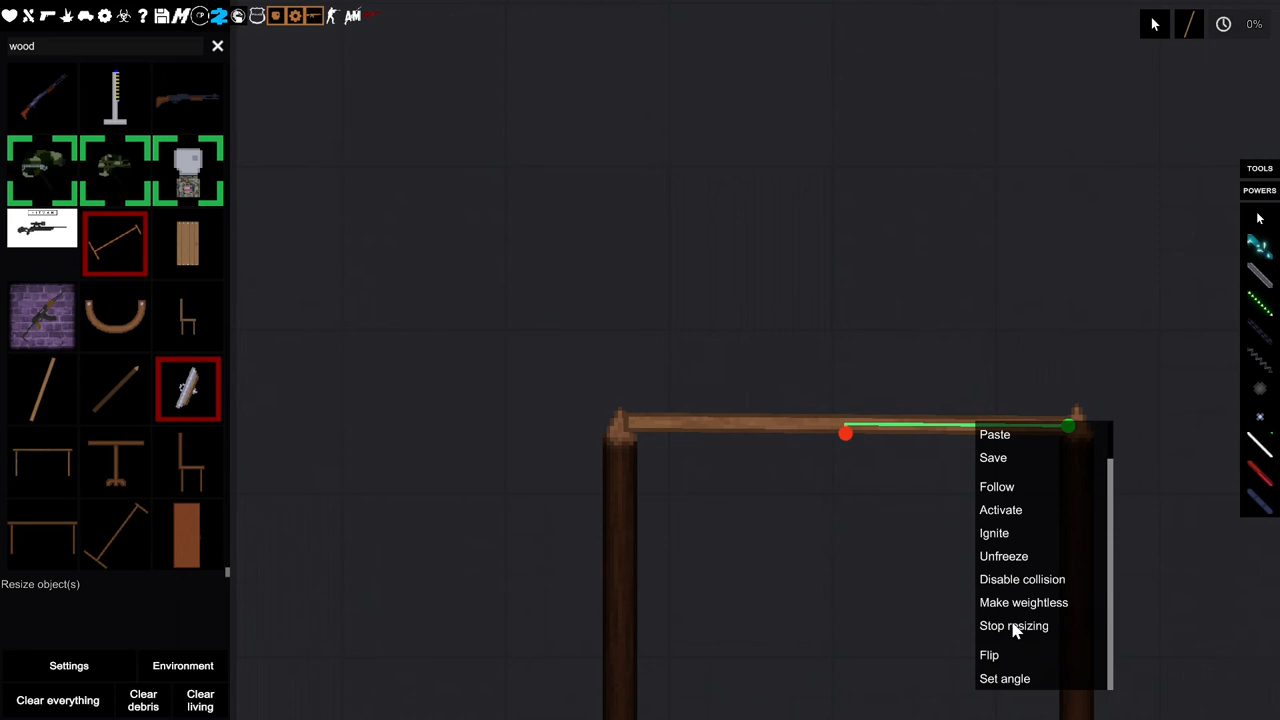 AM
0%
wood
TOOLS
POWERS
Paste
Save
Follow
Activate
Ignite
Unfreeze
Disable collision
Make weightless
Stop resizing
Flip
Set angle
Resize object(s)
Settings
Environment
Clear everything
Clear
debris
Clear
living